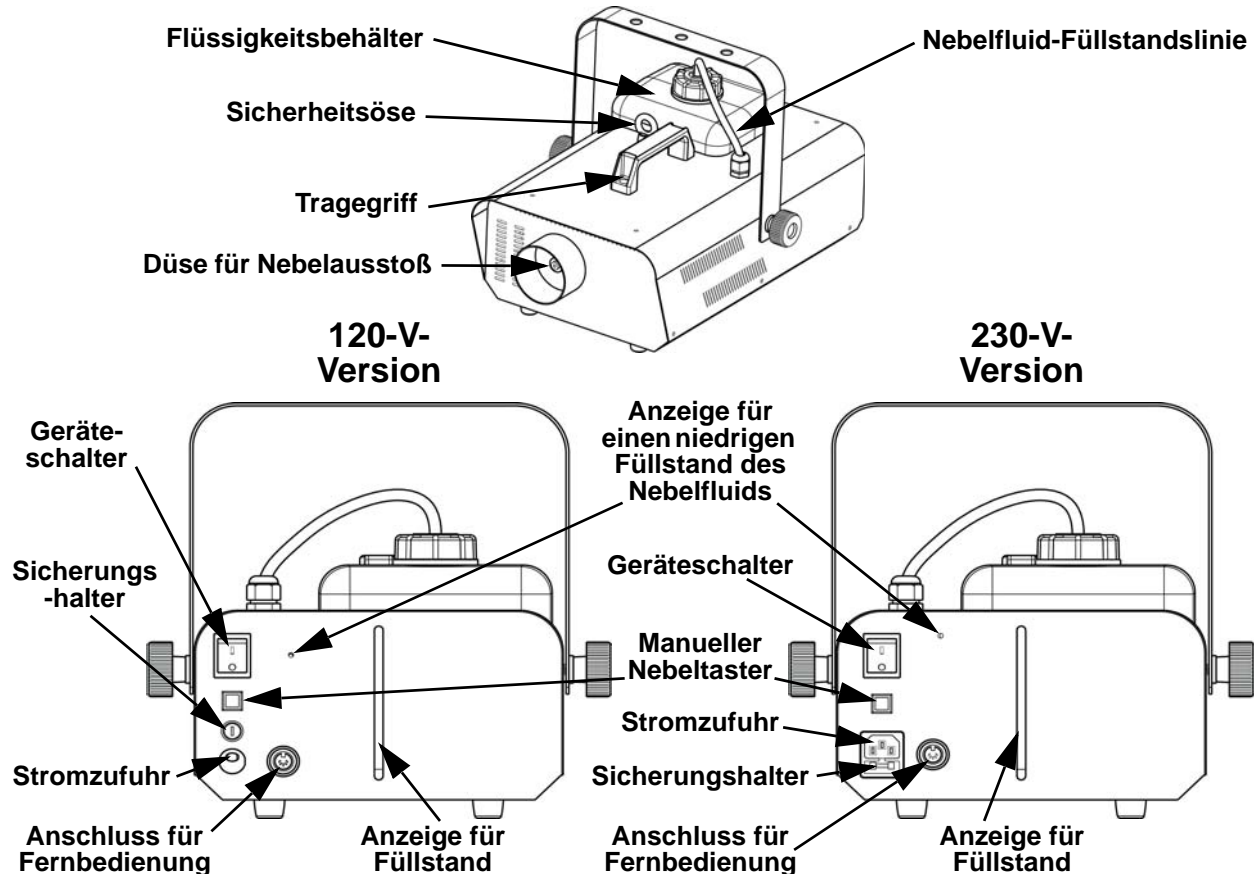 Flüssigkeitsbehälter
Nebelfluid-Füllstandslinie
Sicherheitsöse
Tragegriff
Düse für Nebelausstoß
120-V-
Version
230-V-
Version
Geräte-
schalter
Anzeige für
einen niedrigen
Füllstand des
Nebelfluids
Sicherungs
-halter
Geräteschalter
Manueller
Nebeltaster
Stromzufuhr
Stromzufuhr
Sicherungshalter
Anschluss für
Fernbedienung
Anzeige für
Füllstand
Anschluss für
Fernbedienung
Anzeige für
Füllstand